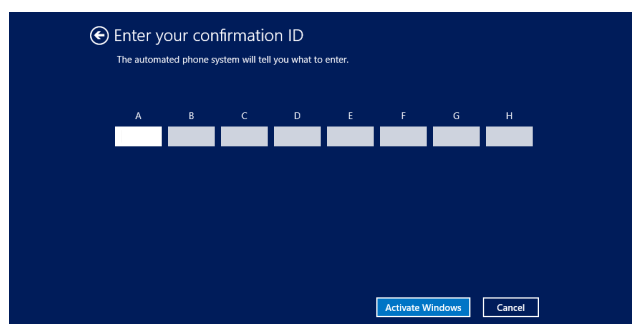 Enter your confirmation ID
The automated phone system will tell you what to enter.
A B C D E F G H
Activate Windows Cancel